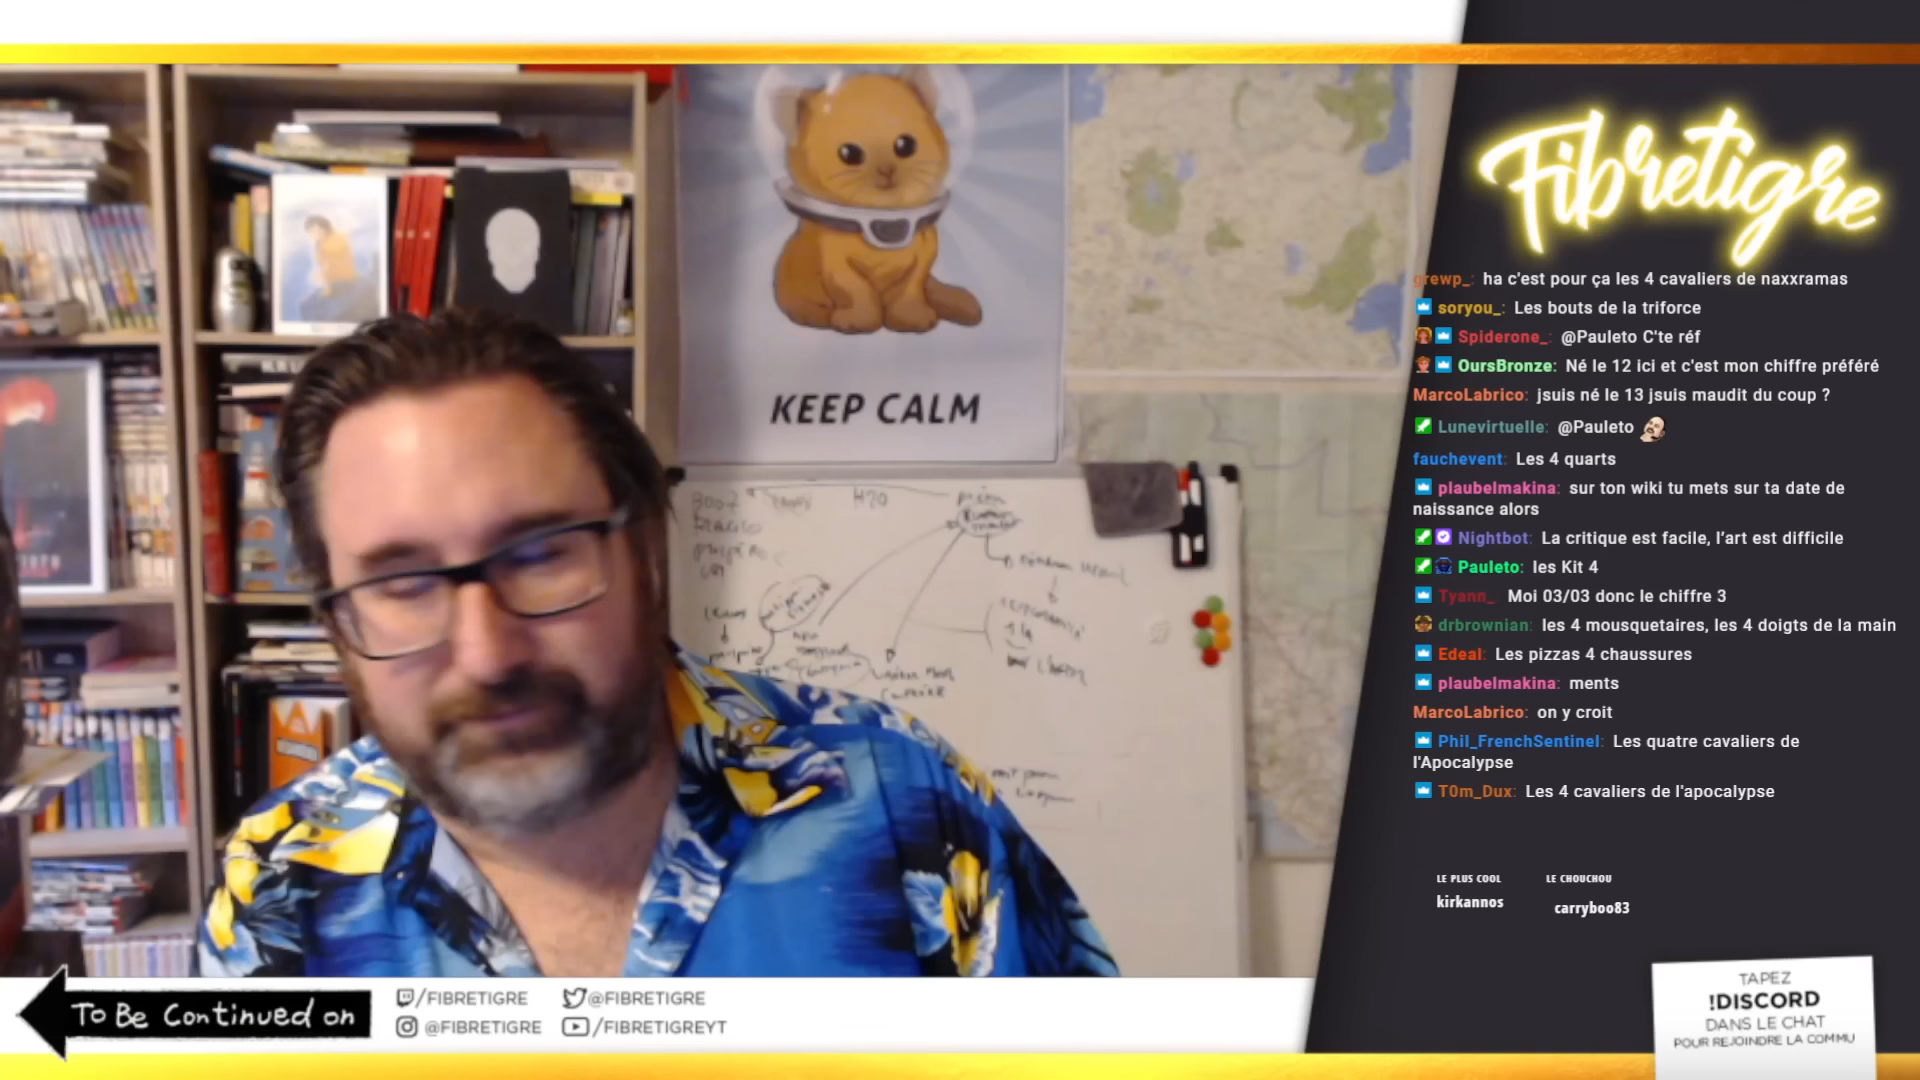 KEEP CALM
H20
Fibretigre
grewp_: ha c'est pour ça les 4 cavaliers de naxxramas
soryou_: Les bouts de la triforce
Spiderone_: @Pauleto C'te réf
OursBronze: Né le 12 ici et c'est mon chiffre préféré
MarcoLabrico: jsuis né le 13 jsuis maudit du coup ?
Lunevirtuelle: @Pauleto
fauchevent: Les 4 quarts
plaubelmakina: sur ton wiki tu mets sur ta date de
naissance alors
Nightbot: La critique est facile, l'art est difficile
Pauleto: les Kit 4
Tyann_ Moi 03/03 donc le chiffre 3
drbrownian: les 4 mousquetaires, les 4 doigts de la main
Edeal: Les pizzas 4 chaussures
plaubelmakina: ments
MarcoLabrico: on y croit
Phil_FrenchSentinel: Les quatre cavaliers de
l'Apocalypse
T0m_Dux: Les 4 cavaliers de l'apocalypse
LE PLUS COOL
kirkannos
LE CHOUCHOU
carryboo83
To Be Continued on
/FIBRETIGRE
@FIBRETIGRE
@FIBRETIGRE
/FIBRETIGREYT
TAPEZ
!DISCORD
DANS LE CHAT
POUR REJOINDRE LA COMMU